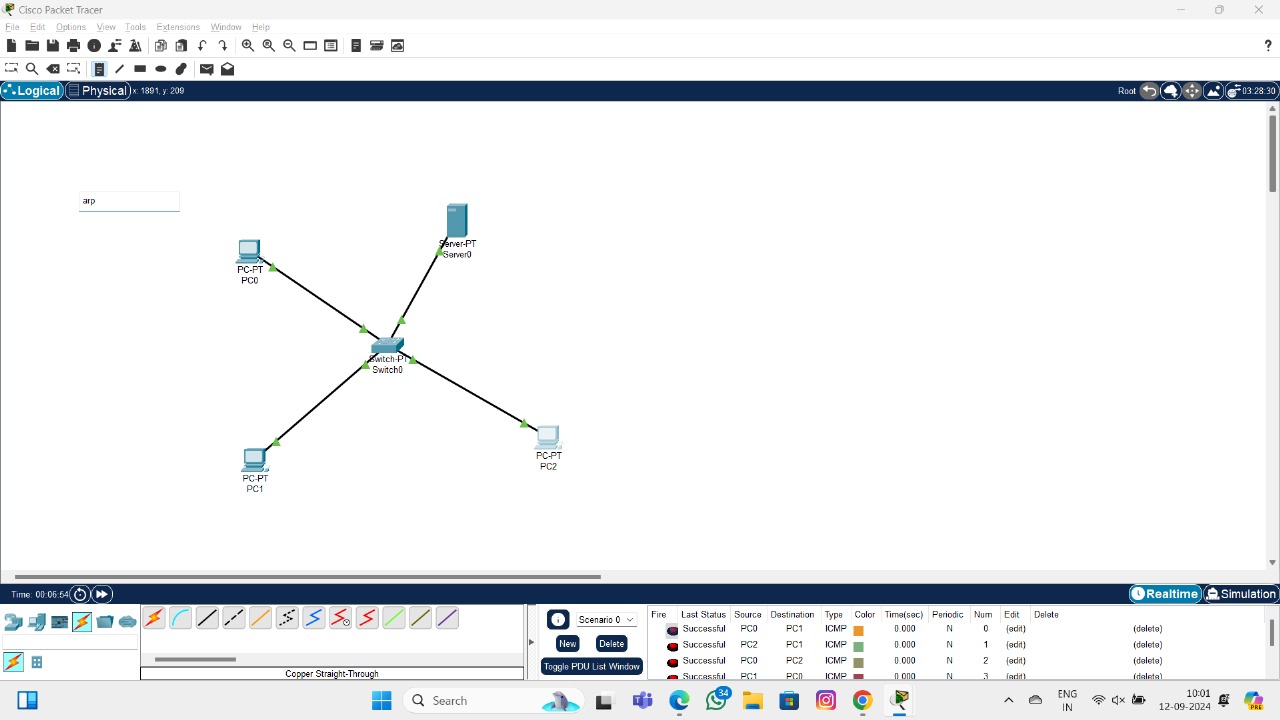 Cisco Packet Tracer
File Edit Options View Tools Extensions Window Help
?
Logical Physical x: 1891, y: 209 Root 03:28:30
arp
Server-PT
Server0
PC-PT
PC0
Switch-PT
Switch0
PC-PT
PC2
PC-PT
PC1
Time: 00:06:54 Realtime Simulation
Scenario 0
New Delete
Toggle PDU List Window
Copper Straight-Through
Fire Last Status Source Destination Type Color Time(sec) Periodic Num Edit Delete
Successful PC0 PC1 ICMP 0.000 N 0 (edit) (delete)
Successful PC2 PC1 ICMP 0.000 N 1 (edit) (delete)
Successful PC0 PC2 ICMP 0.000 N 2 (edit) (delete)
Successful PC1 PC0 ICMP 0.000 N 3 (edit) (delete)
Search 34 ENG IN 10:01 12-09-2024 PRE